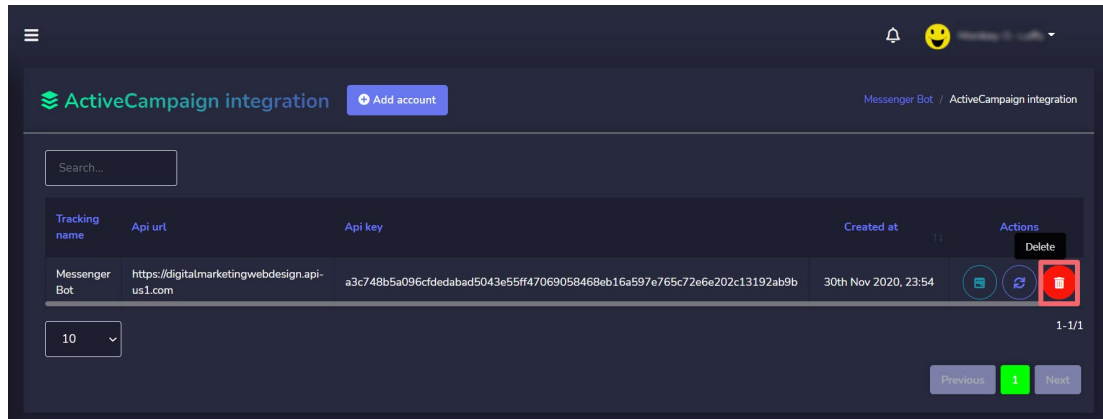 ActiveCampaign integration
Add account
Messenger Bot / ActiveCampaign integration
Search...
Tracking name
Api url
Api key
Created at
Actions
Delete
Messenger Bot
https://digitalmarketingwebdesign.api-us1.com
a3c748b5a096cfdedabad5043e55ff47069058468eb16a597e765c72e6e202c13192ab9b
30th Nov 2020, 23:54
10
1-1/1
Previous
1
Next